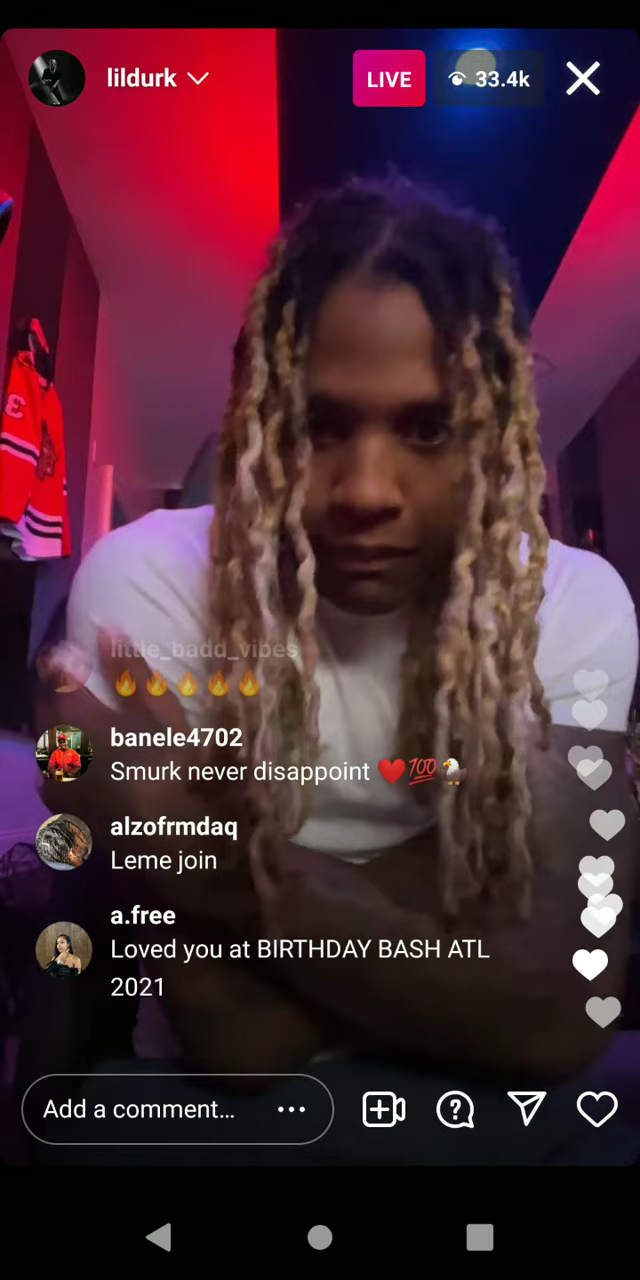 lildurk
LIVE
33.4k
little_badd_vibes
🔥🔥🔥🔥🔥
banele4702
Smurk never disappoint ❤️💯🦅
alzofrmdaq
Leme join
a.free
Loved you at BIRTHDAY BASH ATL
2021
Add a comment...